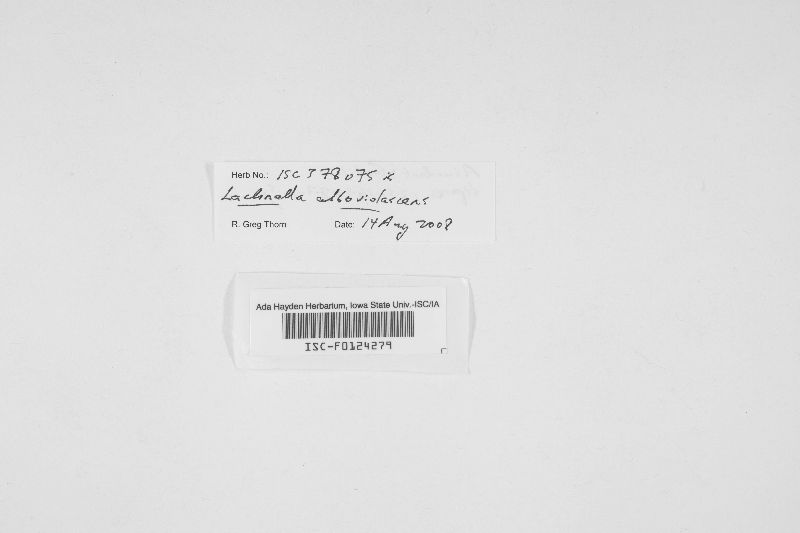 Herb No.: ISC 378075 is
Lachnella alboviolascens
R. Greg Thorn Date: 14 Aug 2008
Ada Hayden Herbarium, Iowa State Univ.-ISC/IA
ISC-F0124279